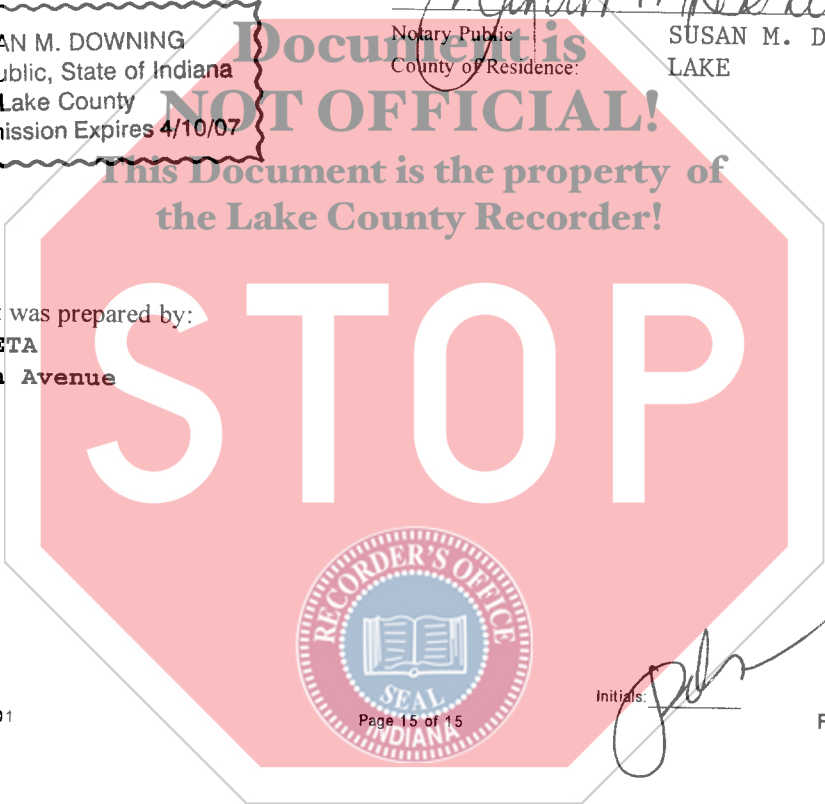 AN M. DOWNING
ublic, State of Indiana
Lake County
ission Expires 4/10/07
Notary Public
SUSAN M. D
County of Residence:
LAKE
Document is
NOT OFFICIAL!
This Document is the property of
the Lake County Recorder!
t was prepared by:
ETA
Avenue
STOP
RECORDER'S OFFICE
SEAL
INDIANA
Initials:
Page 15 of 15